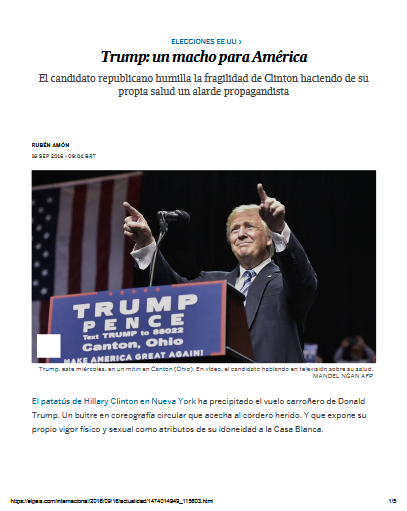 ELECCIONES EE UU ›
Trump: un macho para América
El candidato republicano humilla la fragilidad de Clinton haciendo de su
propia salud un alarde propagandista
RUBÉN AMÓN
16 SEP 2016 - 09:04 BRT
TRUMP
PENCE
Text TRUMP to 88022
Canton, Ohio
MAKE AMERICA GREAT AGAIN!
Trump, este miércoles, en un mitin en Canton (Ohio). En vídeo, el candidato hablando en televisión sobre su salud.
MANDEL NGAN AFP
El patatús de Hillary Clinton en Nueva York ha precipitado el vuelo carroñero de Donald
Trump. Un buitre en coreografía circular que acecha al cordero herido. Y que expone su
propio vigor físico y sexual como atributos de su idoneidad a la Casa Blanca.
https://elpais.com/internacional/2016/09/16/actualidad/1474014949_115603.html
1/5